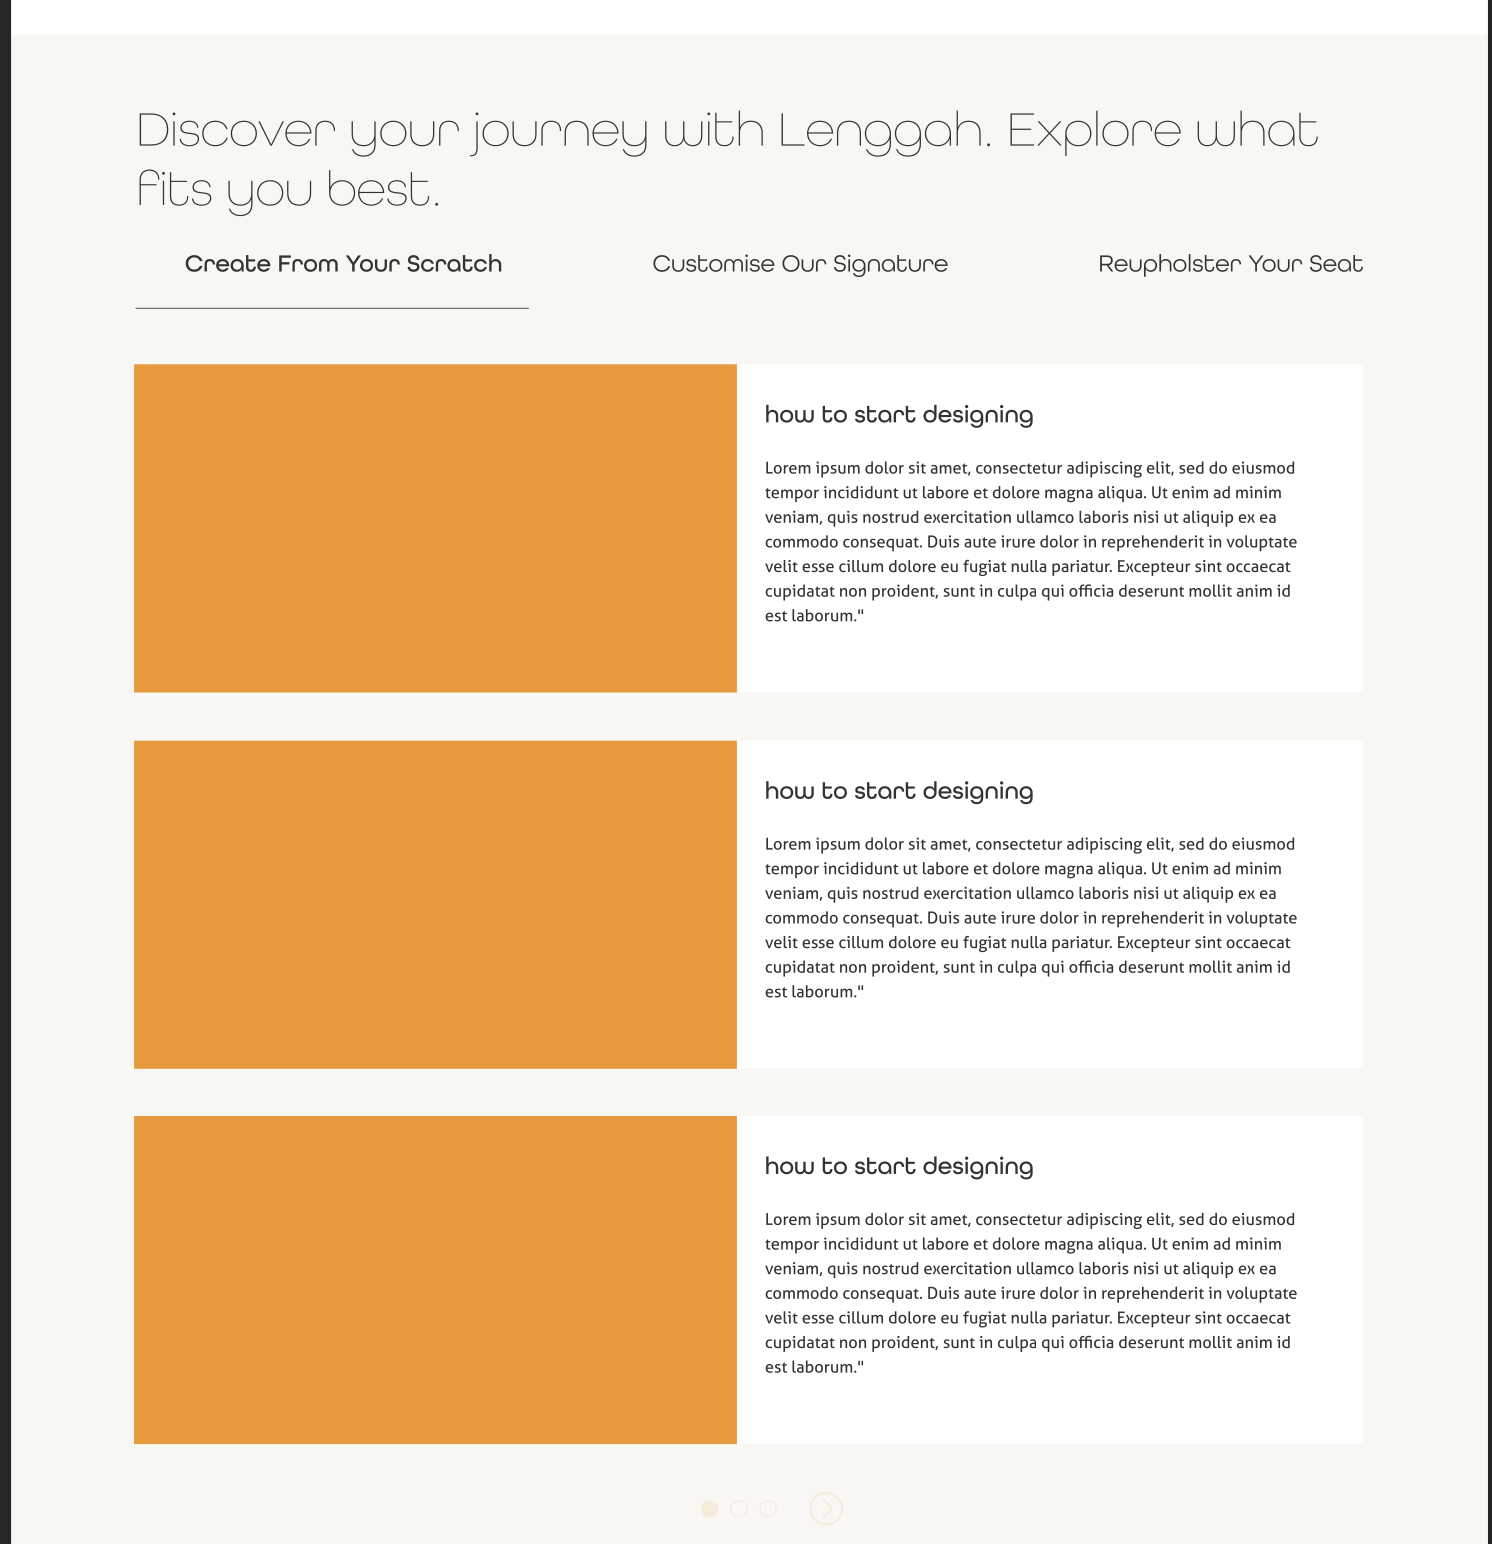 Discover your journey with Lenggah. Explore what
fits you best.
Create From Your Scratch
Customise Our Signature
Reupholster Your Seat
how to start designing
Lorem ipsum dolor sit amet, consectetur adipiscing elit, sed do eiusmod
tempor incididunt ut labore et dolore magna aliqua. Ut enim ad minim
veniam, quis nostrud exercitation ullamco laboris nisi ut aliquip ex ea
commodo consequat. Duis aute irure dolor in reprehenderit in voluptate
velit esse cillum dolore eu fugiat nulla pariatur. Excepteur sint occaecat
cupidatat non proident, sunt in culpa qui officia deserunt mollit anim id
est laborum."
how to start designing
Lorem ipsum dolor sit amet, consectetur adipiscing elit, sed do eiusmod
tempor incididunt ut labore et dolore magna aliqua. Ut enim ad minim
veniam, quis nostrud exercitation ullamco laboris nisi ut aliquip ex ea
commodo consequat. Duis aute irure dolor in reprehenderit in voluptate
velit esse cillum dolore eu fugiat nulla pariatur. Excepteur sint occaecat
cupidatat non proident, sunt in culpa qui officia deserunt mollit anim id
est laborum."
how to start designing
Lorem ipsum dolor sit amet, consectetur adipiscing elit, sed do eiusmod
tempor incididunt ut labore et dolore magna aliqua. Ut enim ad minim
veniam, quis nostrud exercitation ullamco laboris nisi ut aliquip ex ea
commodo consequat. Duis aute irure dolor in reprehenderit in voluptate
velit esse cillum dolore eu fugiat nulla pariatur. Excepteur sint occaecat
cupidatat non proident, sunt in culpa qui officia deserunt mollit anim id
est laborum."